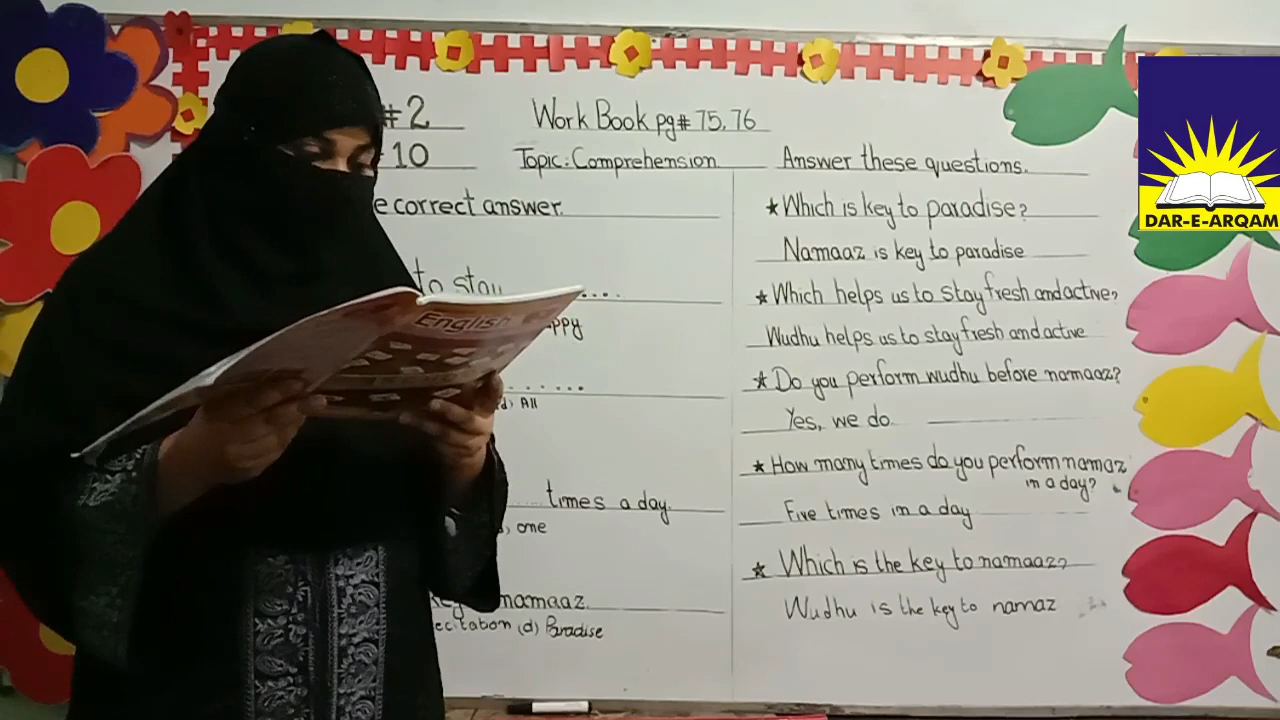 #2
10
Work Book pg# 75, 76
Topic: Comprehension
e correct answer.
to stay ....
ppy
......
d) All
... times a day.
, one
namaaz.
ecitation (d) Paradise
English
Answer these questions.
★ Which is key to paradise?
Namaaz is key to paradise
★ Which helps us to stay fresh and active?
Wudhu helps us to stay fresh and active
★ Do you perform wudhu before namaaz?
Yes, we do.
★ How many times do you perform namaz
in a day?
Five times in a day
★ Which is the key to namaaz?
Wudhu is the key to namaz
DAR-E-ARQAM